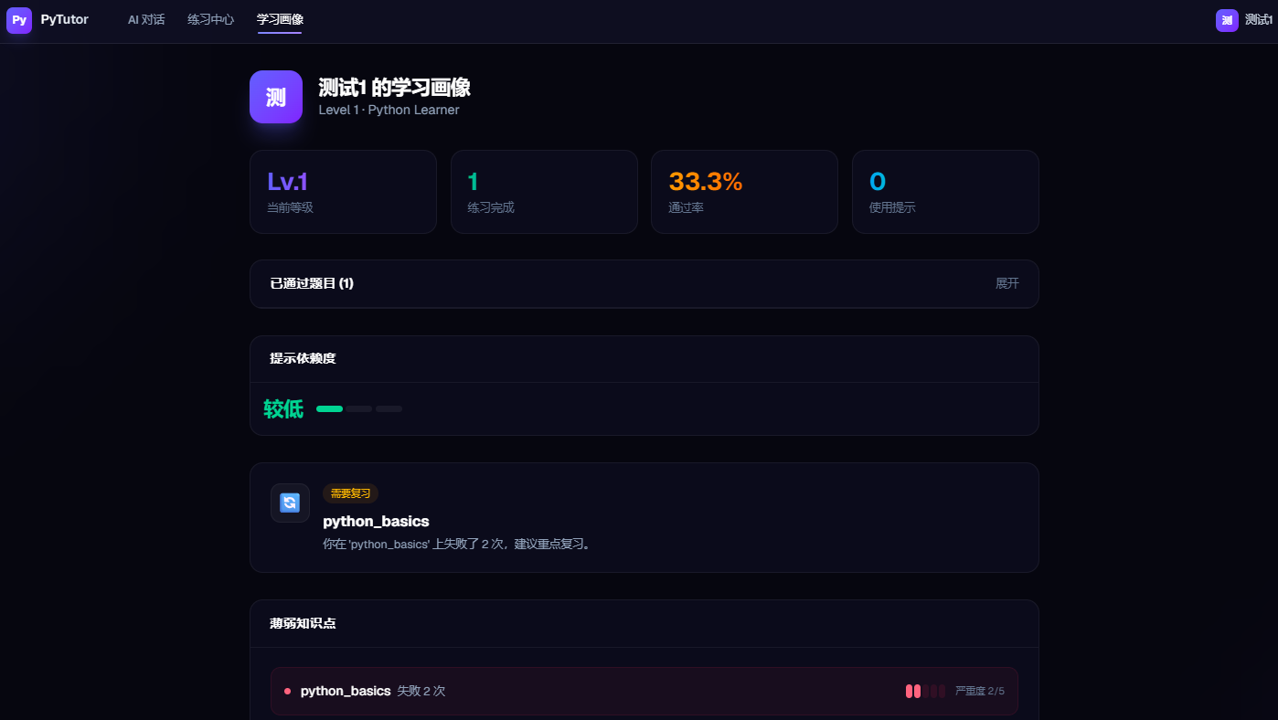 Py PyTutor AI 对话 练习中心 学习画像 测 测试1
测 测试1 的学习画像
Level 1 · Python Learner
Lv.1
当前等级
1
练习完成
33.3%
通过率
0
使用提示
已通过题目 (1) 展开
提示依赖度
较低
需要复习
python_basics
你在 'python_basics' 上失败了 2 次，建议重点复习。
薄弱知识点
python_basics 失败 2 次 严重度 2/5